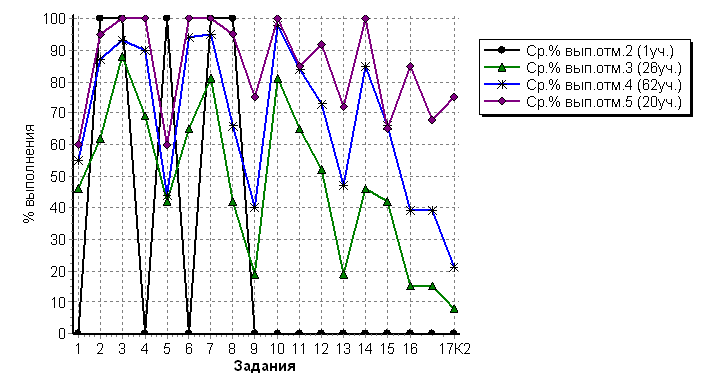 100
90
80
70
60
50
40
30
20
10
0
% выполнения
1 2 3 4 5 6 7 8 9 10 11 12 13 14 15 16 17К2
Задания
Ср.% вып.отм.2 (1уч.)
Ср.% вып.отм.3 (26уч.)
Ср.% вып.отм.4 (62уч.)
Ср.% вып.отм.5 (20уч.)